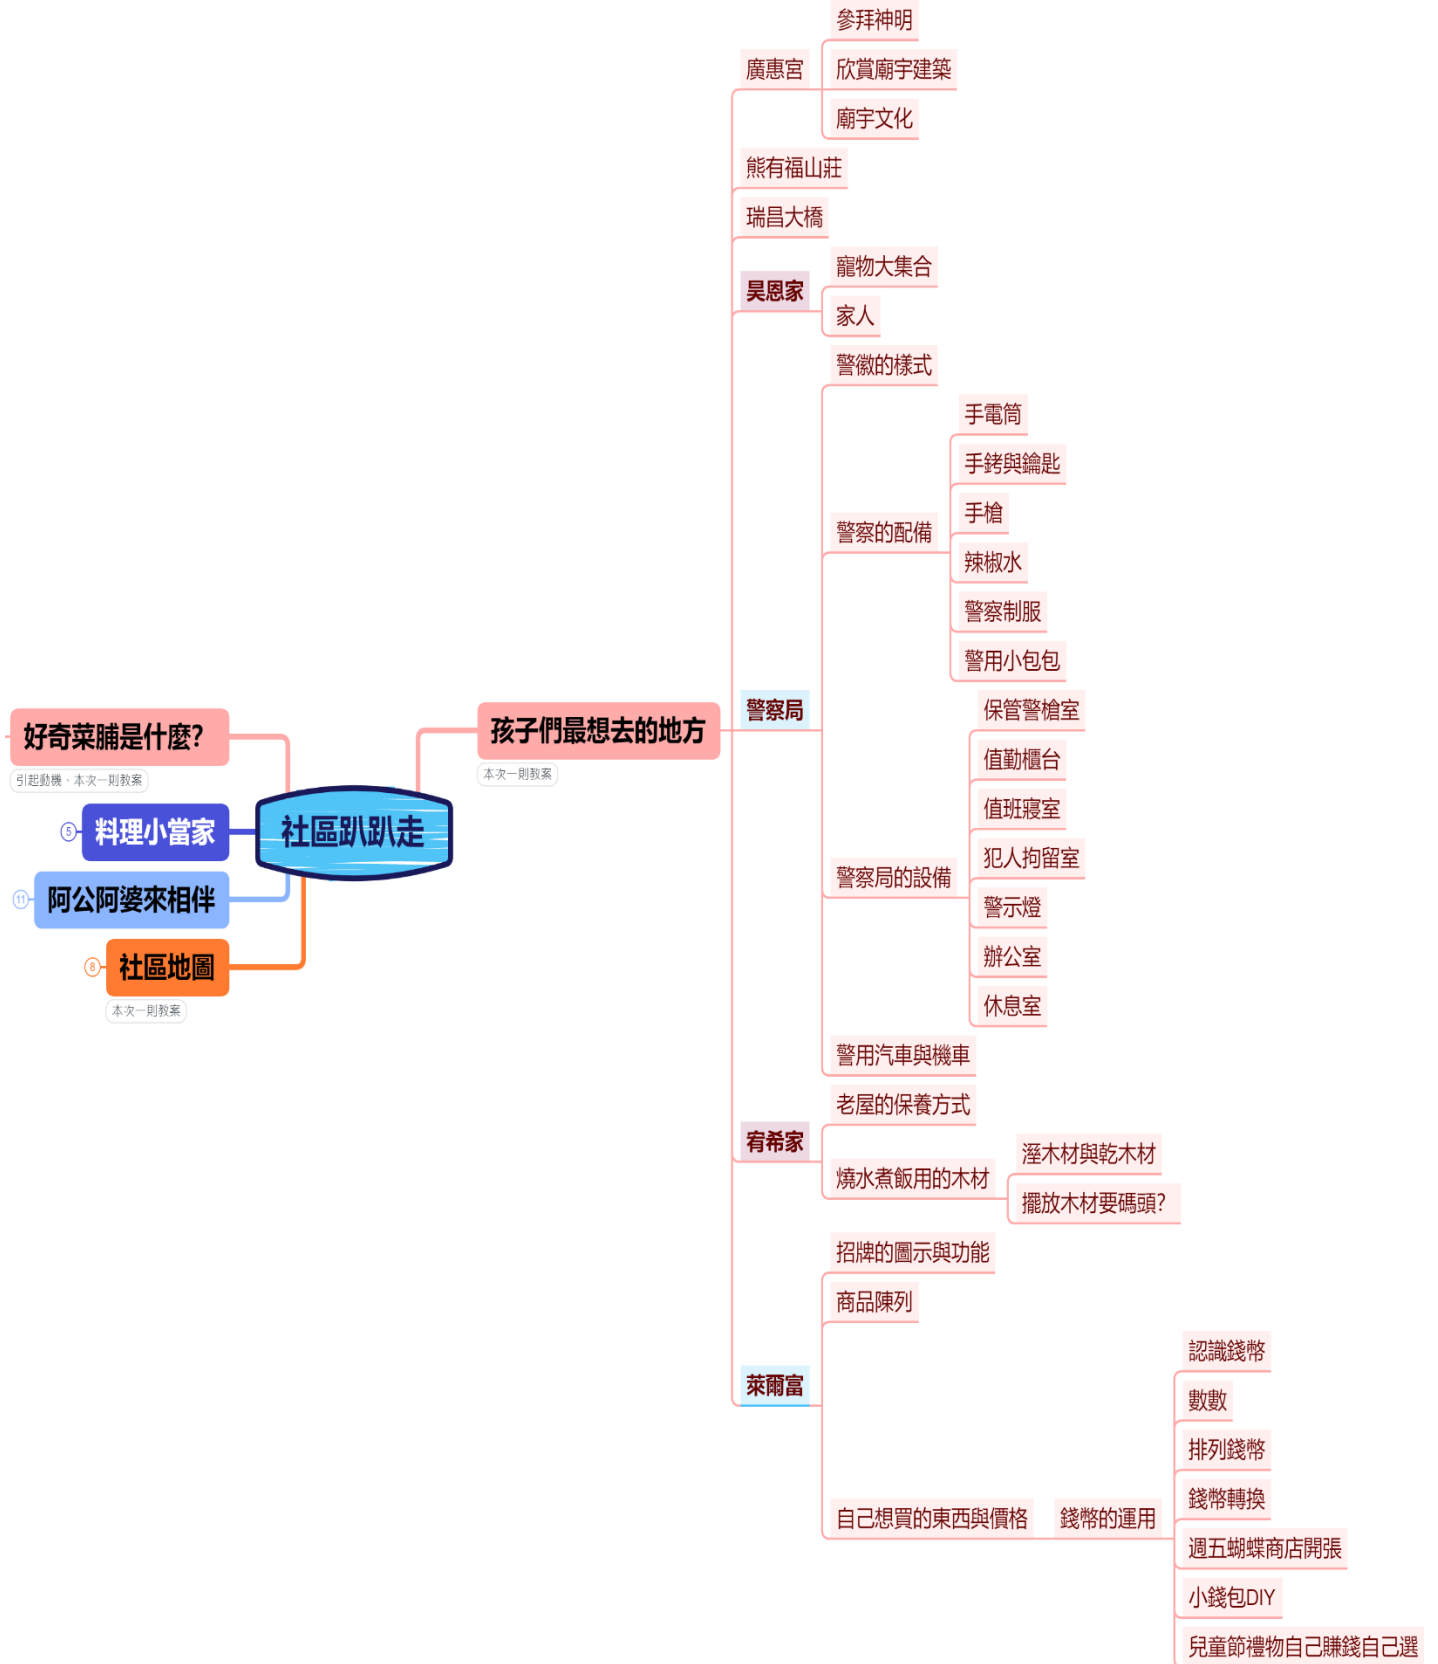 社區趴趴走
好奇菜脯是什麼？
引起動機、本次一則教案
料理小當家
5
阿公阿婆來相伴
11
社區地圖
8
本次一則教案
孩子們最想去的地方
本次一則教案
廣惠宮
參拜神明
欣賞廟宇建築
廟宇文化
熊有福山莊
瑞昌大橋
昊恩家
寵物大集合
家人
警察局
警徽的樣式
警察的配備
手電筒
手銬與鑰匙
手槍
辣椒水
警察制服
警用小包包
警察局的設備
保管警槍室
值勤櫃台
值班寢室
犯人拘留室
警示燈
辦公室
休息室
警用汽車與機車
宥希家
老屋的保養方式
燒水煮飯用的木材
溼木材與乾木材
擺放木材要碼頭？
萊爾富
招牌的圖示與功能
商品陳列
自己想買的東西與價格
錢幣的運用
認識錢幣
數數
排列錢幣
錢幣轉換
週五蝴蝶商店開張
小錢包DIY
兒童節禮物自己賺錢自己選